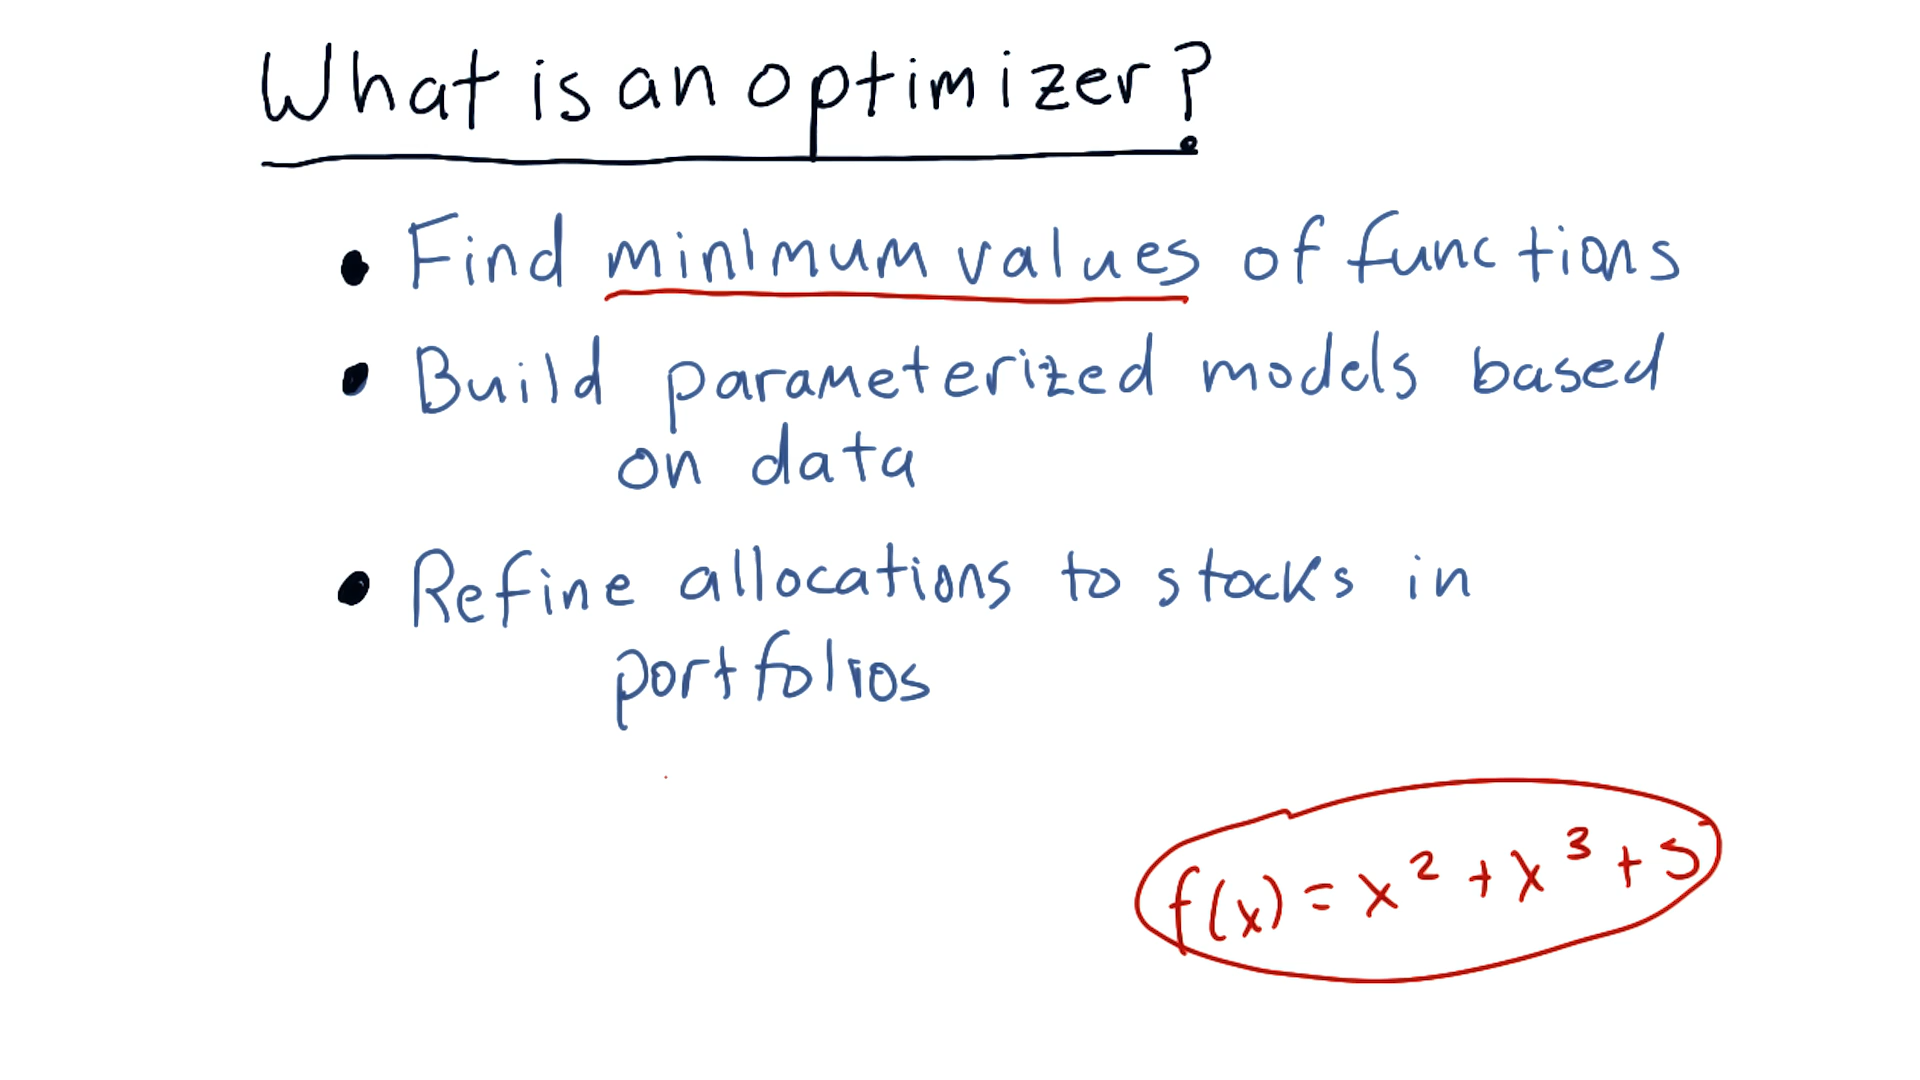 What is an optimizer?
• Find minimum values of functions
• Build parameterized models based
on data
• Refine allocations to stocks in
portfolios
f(x) = x² + x³ + 5